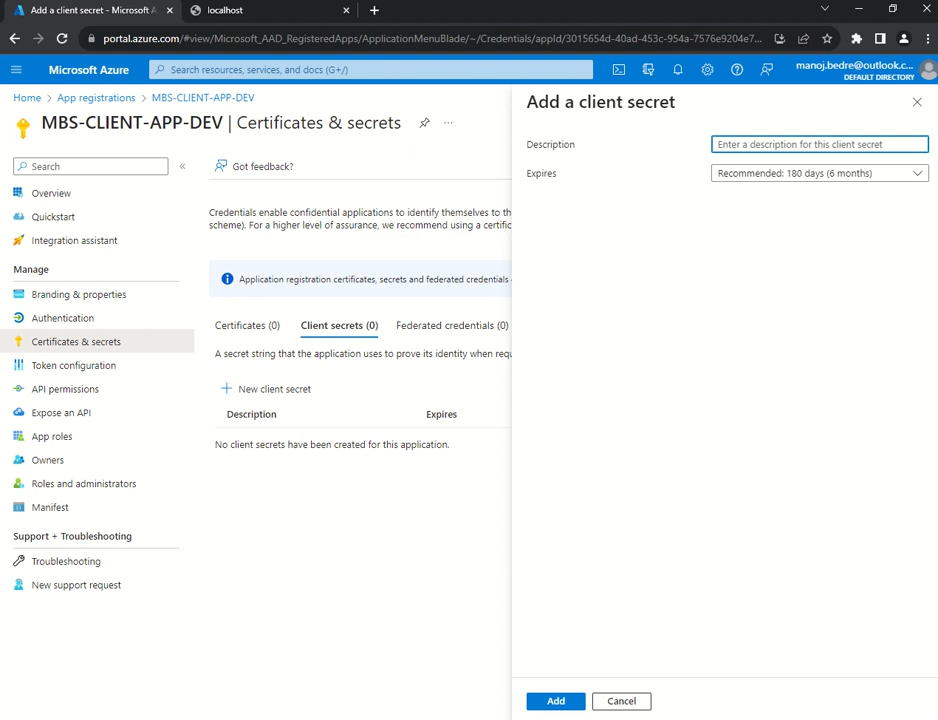 Add a client secret - Microsoft A
localhost
portal.azure.com/#view/Microsoft_AAD_RegisteredApps/ApplicationMenuBlade/~/Credentials/appId/3015654d-40ad-453c-954a-7576e9204e7...
Microsoft Azure
Search resources, services, and docs (G+/)
manoj.bedre@outlook.c...
DEFAULT DIRECTORY
Home > App registrations > MBS-CLIENT-APP-DEV
MBS-CLIENT-APP-DEV | Certificates & secrets
Search
Overview
Quickstart
Integration assistant
Manage
Branding & properties
Authentication
Certificates & secrets
Token configuration
API permissions
Expose an API
App roles
Owners
Roles and administrators
Manifest
Support + Troubleshooting
Troubleshooting
New support request
Got feedback?
Credentials enable confidential applications to identify themselves to th
scheme). For a higher level of assurance, we recommend using a certific
Application registration certificates, secrets and federated credentials
Certificates (0) Client secrets (0) Federated credentials (0)
A secret string that the application uses to prove its identity when requ
New client secret
Description Expires
No client secrets have been created for this application.
Add a client secret
Description Enter a description for this client secret
Expires Recommended: 180 days (6 months)
Add Cancel